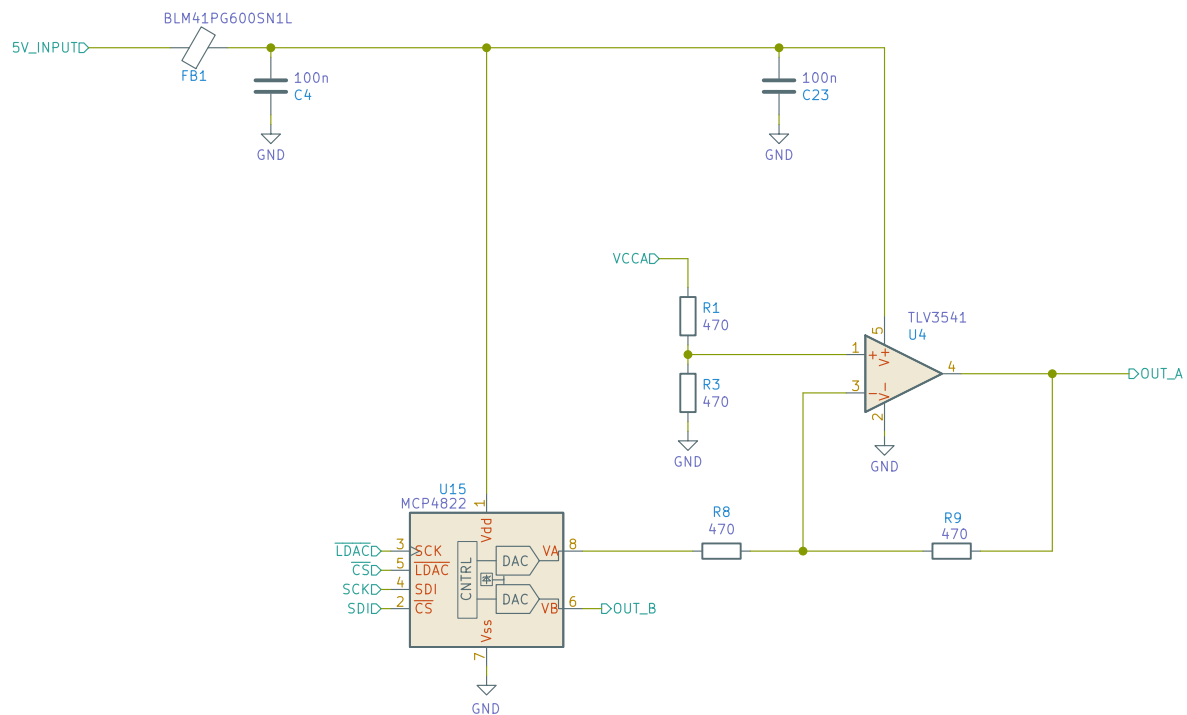 BLM41PG600SN1L
5V_INPUT
FB1
100n
C4
GND
100n
C23
GND
VCCA
R1
470
R3
470
GND
TLV3541
U4
5
1
+
V+
3
−
V−
2
4
OUT_A
GND
R8
470
R9
470
U15
MCP4822
1
Vdd
LDAC
3
SCK
CS
5
LDAC
SCK
4
SDI
SDI
2
CS
CNTRL
DAC
DAC
VA
8
VB
6
OUT_B
Vss
7
GND